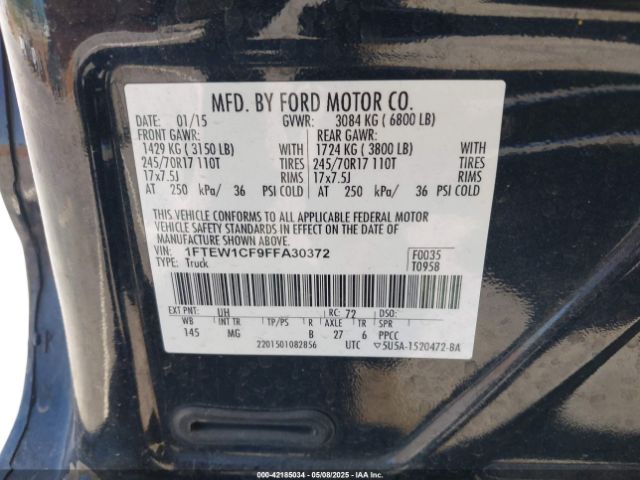 MFD. BY FORD MOTOR CO.
DATE: 01/15 GVWR: 3084 KG ( 6800 LB)
FRONT GAWR: REAR GAWR:
1429 KG ( 3150 LB) WITH 1724 KG ( 3800 LB) WITH
245/70R17 110T TIRES 245/70R17 110T TIRES
17x7.5J RIMS 17x7.5J RIMS
AT 250 kPa/ 36 PSI COLD AT 250 kPa/ 36 PSI COLD
THIS VEHICLE CONFORMS TO ALL APPLICABLE FEDERAL MOTOR
VEHICLE SAFETY STANDARDS IN EFFECT ON THE DATE OF
MANUFACTURE SHOWN ABOVE.
VIN: 1FTEW1CF9FFA30372 F0035
TYPE: Truck T0958
EXT PNT: UH RC: 72 DSO:
WB INT TR TP/PS R AXLE TR SPR
145 MG B 27 6 PPCC
2201501082856 UTC ▽5U5A-1520472-BA
000-42185034 - 05/08/2025 - IAA Inc.